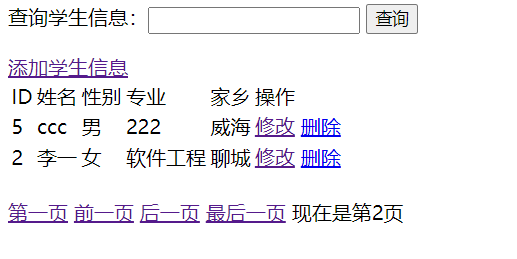 查询学生信息： 查询
添加学生信息
ID 姓名 性别 专业 家乡 操作
5 ccc 男 222 威海 修改 删除
2 李一 女 软件工程 聊城 修改 删除
第一页 前一页 后一页 最后一页 现在是第2页